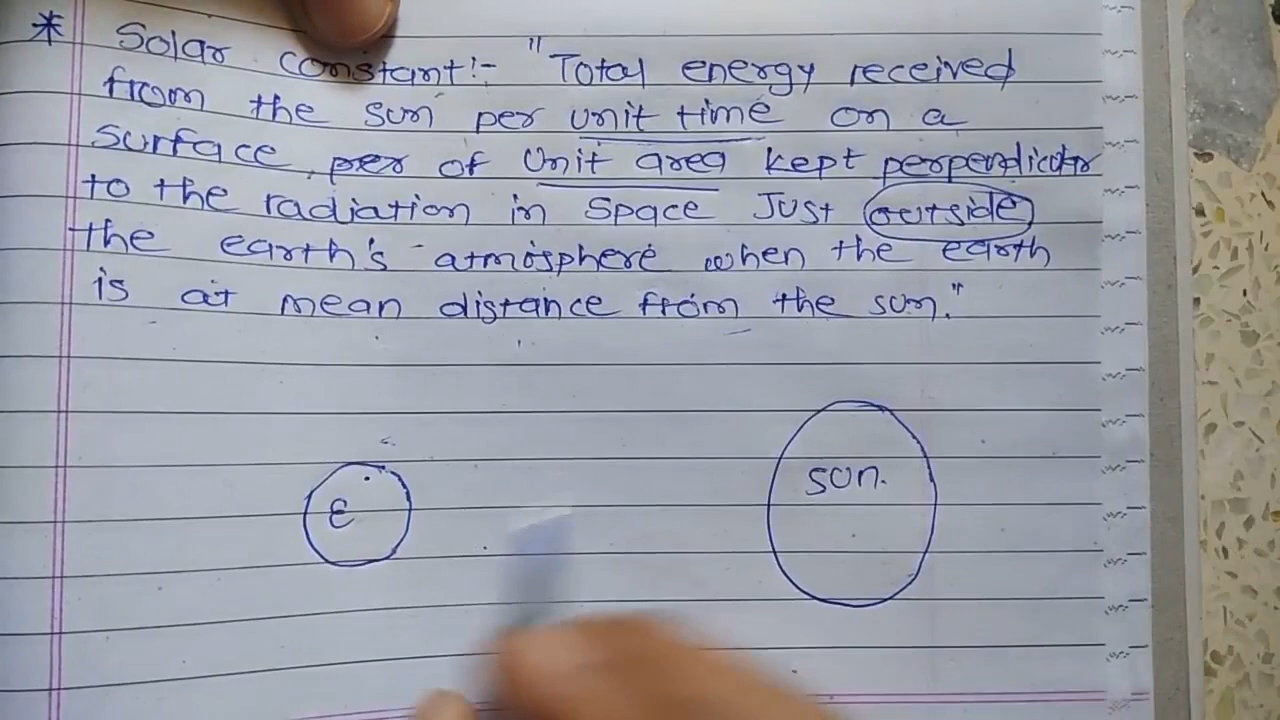 * Solar constant:- "Total energy received
from the sun per unit time on a
surface per of unit area kept perpendicular
to the radiation in space Just outside
the earth's atmosphere when the earth
is at mean distance from the sun."
E
sun.